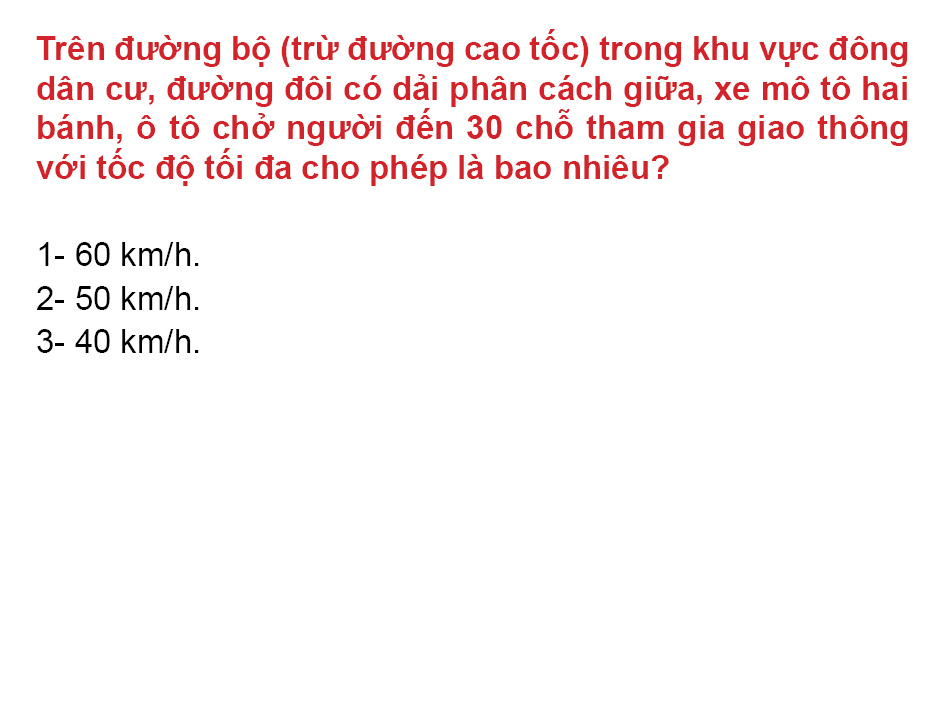 Trên đường bộ (trừ đường cao tốc) trong khu vực đông
dân cư, đường đôi có dải phân cách giữa, xe mô tô hai
bánh, ô tô chở người đến 30 chỗ tham gia giao thông
với tốc độ tối đa cho phép là bao nhiêu?
1- 60 km/h.
2- 50 km/h.
3- 40 km/h.